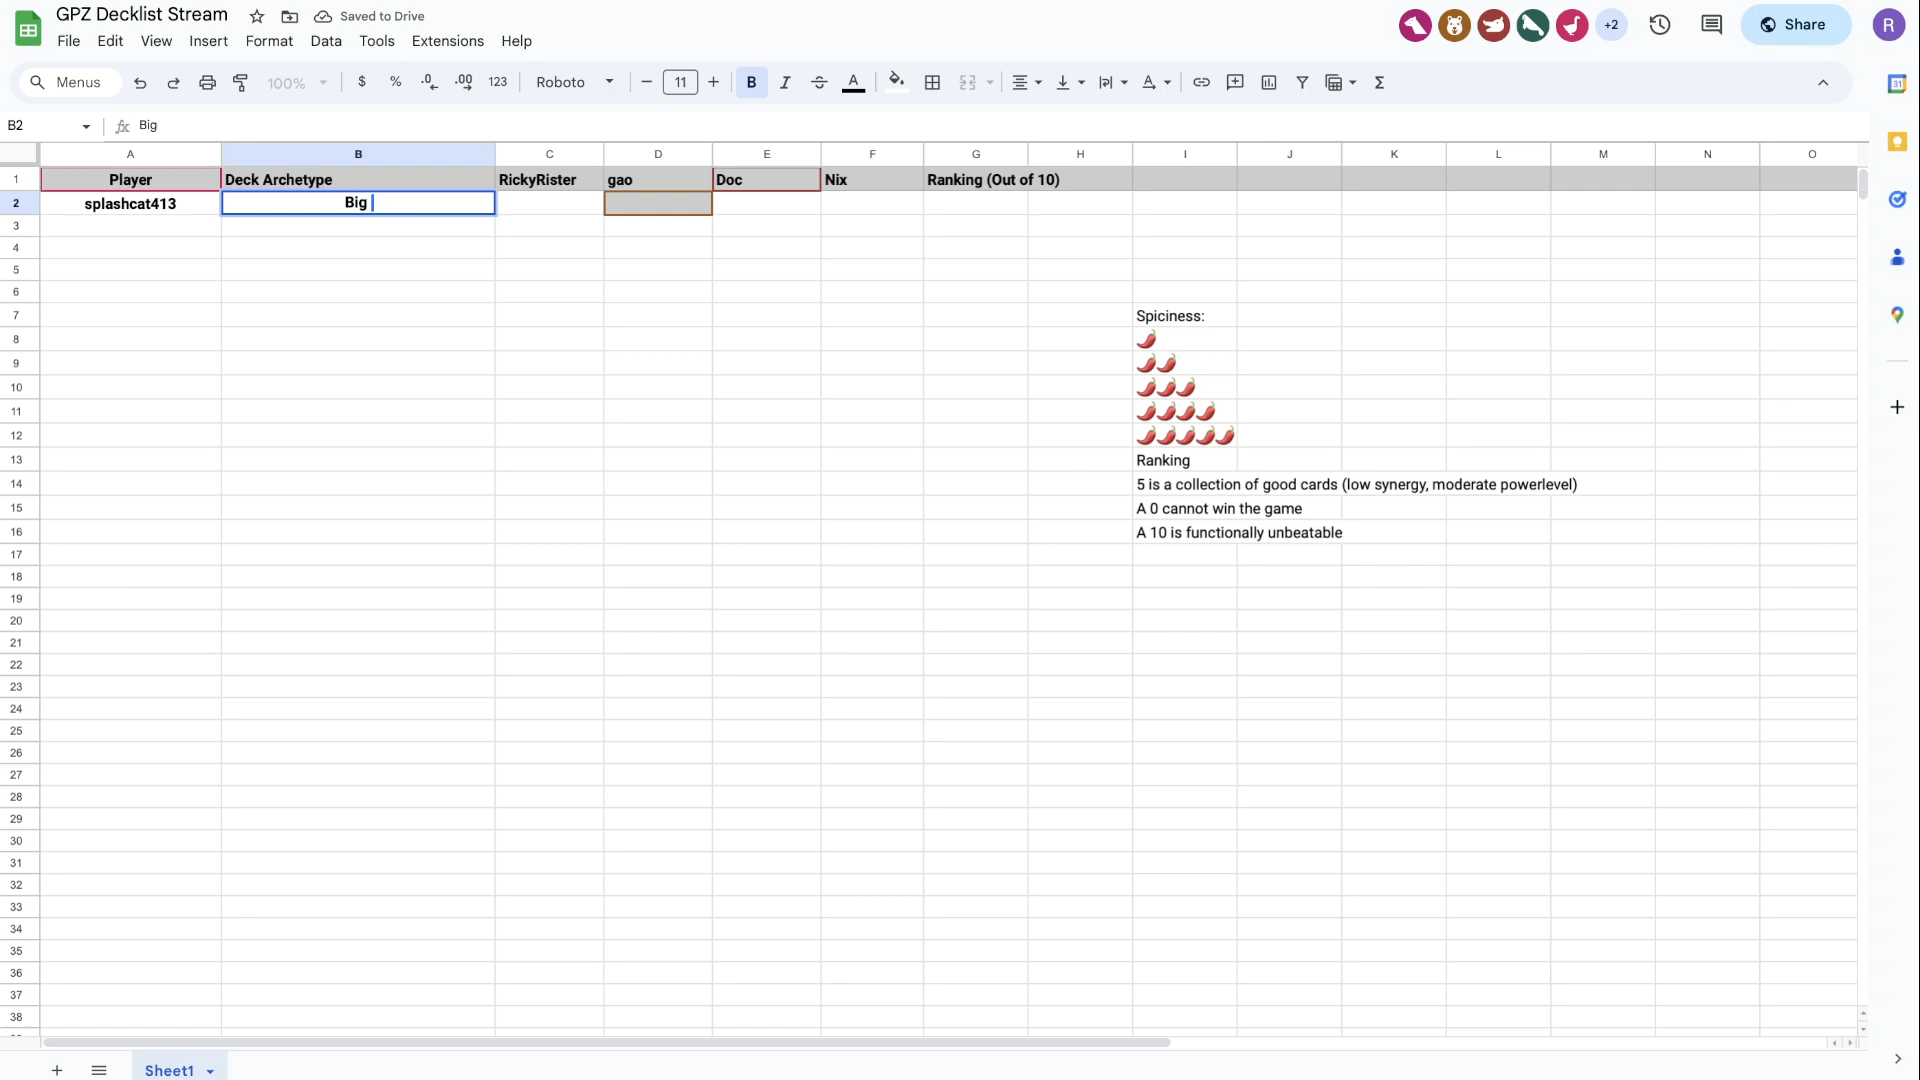 GPZ Decklist Stream
Saved to Drive
+2
Share
R
File Edit View Insert Format Data Tools Extensions Help
Menus
100%
$ % .0 .00 123
Roboto
11
B I A
Σ
31
B2
fx Big
A B C D E F G H I J K L M N O
1 Player Deck Archetype RickyRister gao Doc Nix Ranking (Out of 10)
2 splashcat413 Big
3
4
5
6
7 Spiciness:
8 🌶️
9 🌶️🌶️
10 🌶️🌶️🌶️
11 🌶️🌶️🌶️🌶️
12 🌶️🌶️🌶️🌶️🌶️
13 Ranking
14 5 is a collection of good cards (low synergy, moderate powerlevel)
15 A 0 cannot win the game
16 A 10 is functionally unbeatable
17
18
19
20
21
22
23
24
25
26
27
28
29
30
31
32
33
34
35
36
37
38
Sheet1